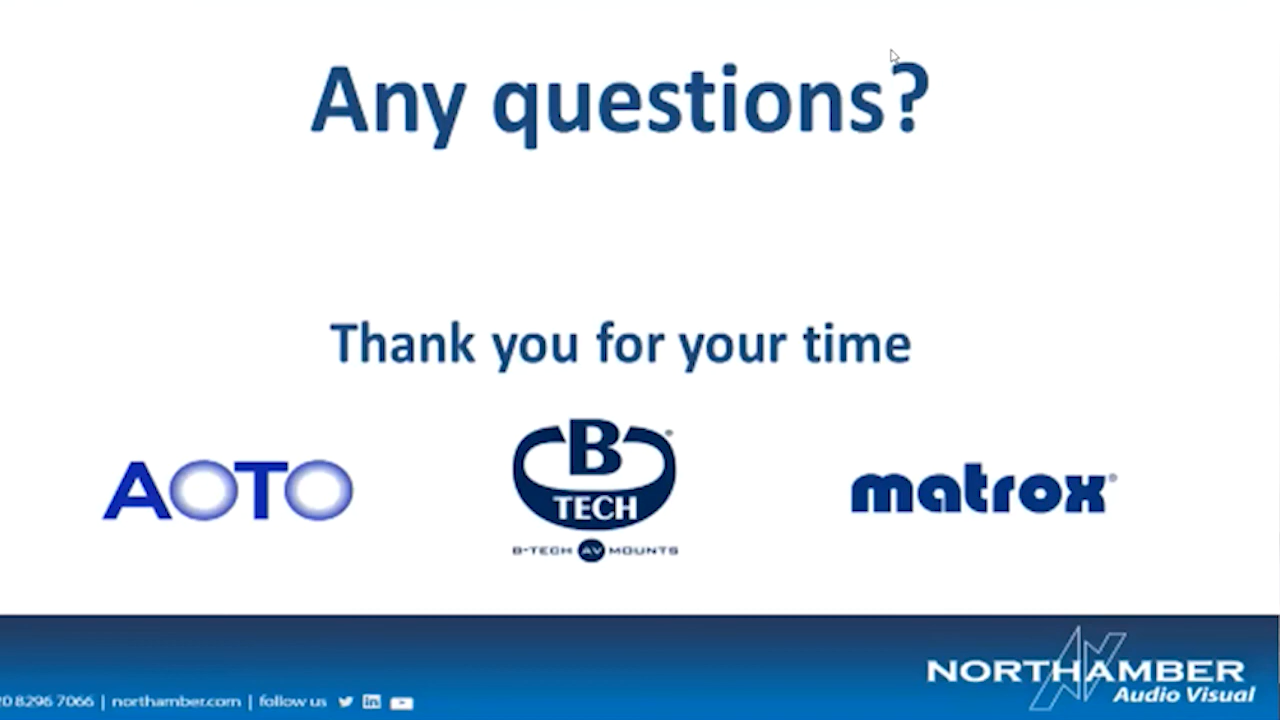 Any questions?
Thank you for your time
AOTO
B
TECH
B-TECH AV MOUNTS
matrox®
NORTHAMBER
Audio Visual
0 8296 7066 | northamber.com | follow us